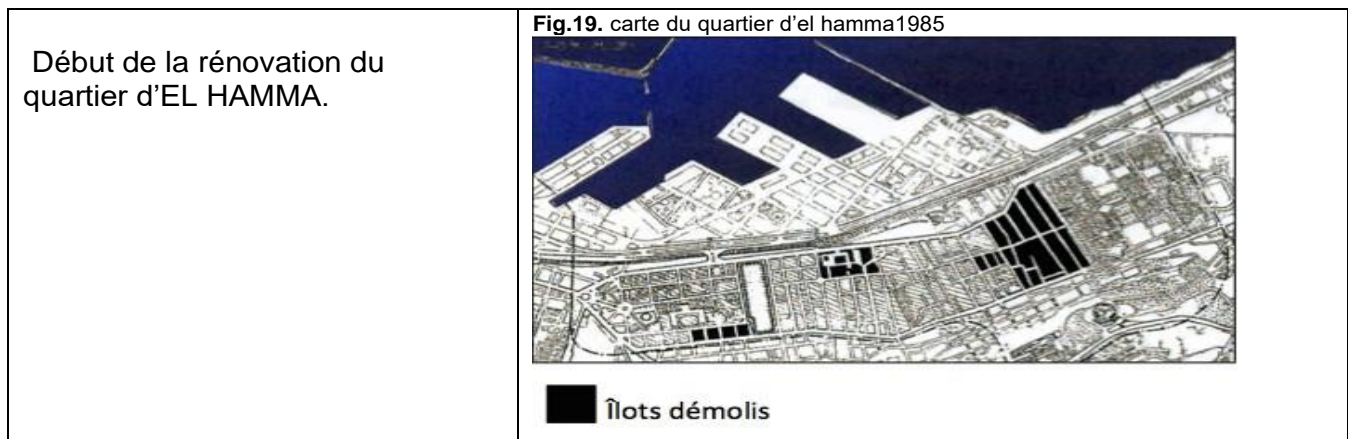 Début de la rénovation du
quartier d’EL HAMMA.
Fig.19. carte du quartier d’el hamma1985
Îlots démolis